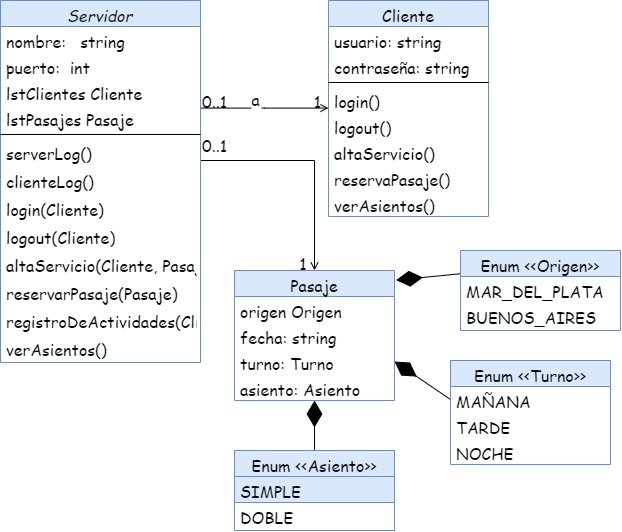 Servidor
nombre: string
puerto: int
lstClientes Cliente
lstPasajes Pasaje
serverLog()
clienteLog()
login(Cliente)
logout(Cliente)
altaServicio(Cliente, Pasa
reservarPasaje(Pasaje)
registroDeActividades(Cli
verAsientos()
Cliente
usuario: string
contraseña: string
login()
logout()
altaServicio()
reservaPasaje()
verAsientos()
0..1 a 1
0..1
1
Pasaje
origen Origen
fecha: string
turno: Turno
asiento: Asiento
Enum <<Origen>>
MAR_DEL_PLATA
BUENOS_AIRES
Enum <<Turno>>
MAÑANA
TARDE
NOCHE
Enum <<Asiento>>
SIMPLE
DOBLE